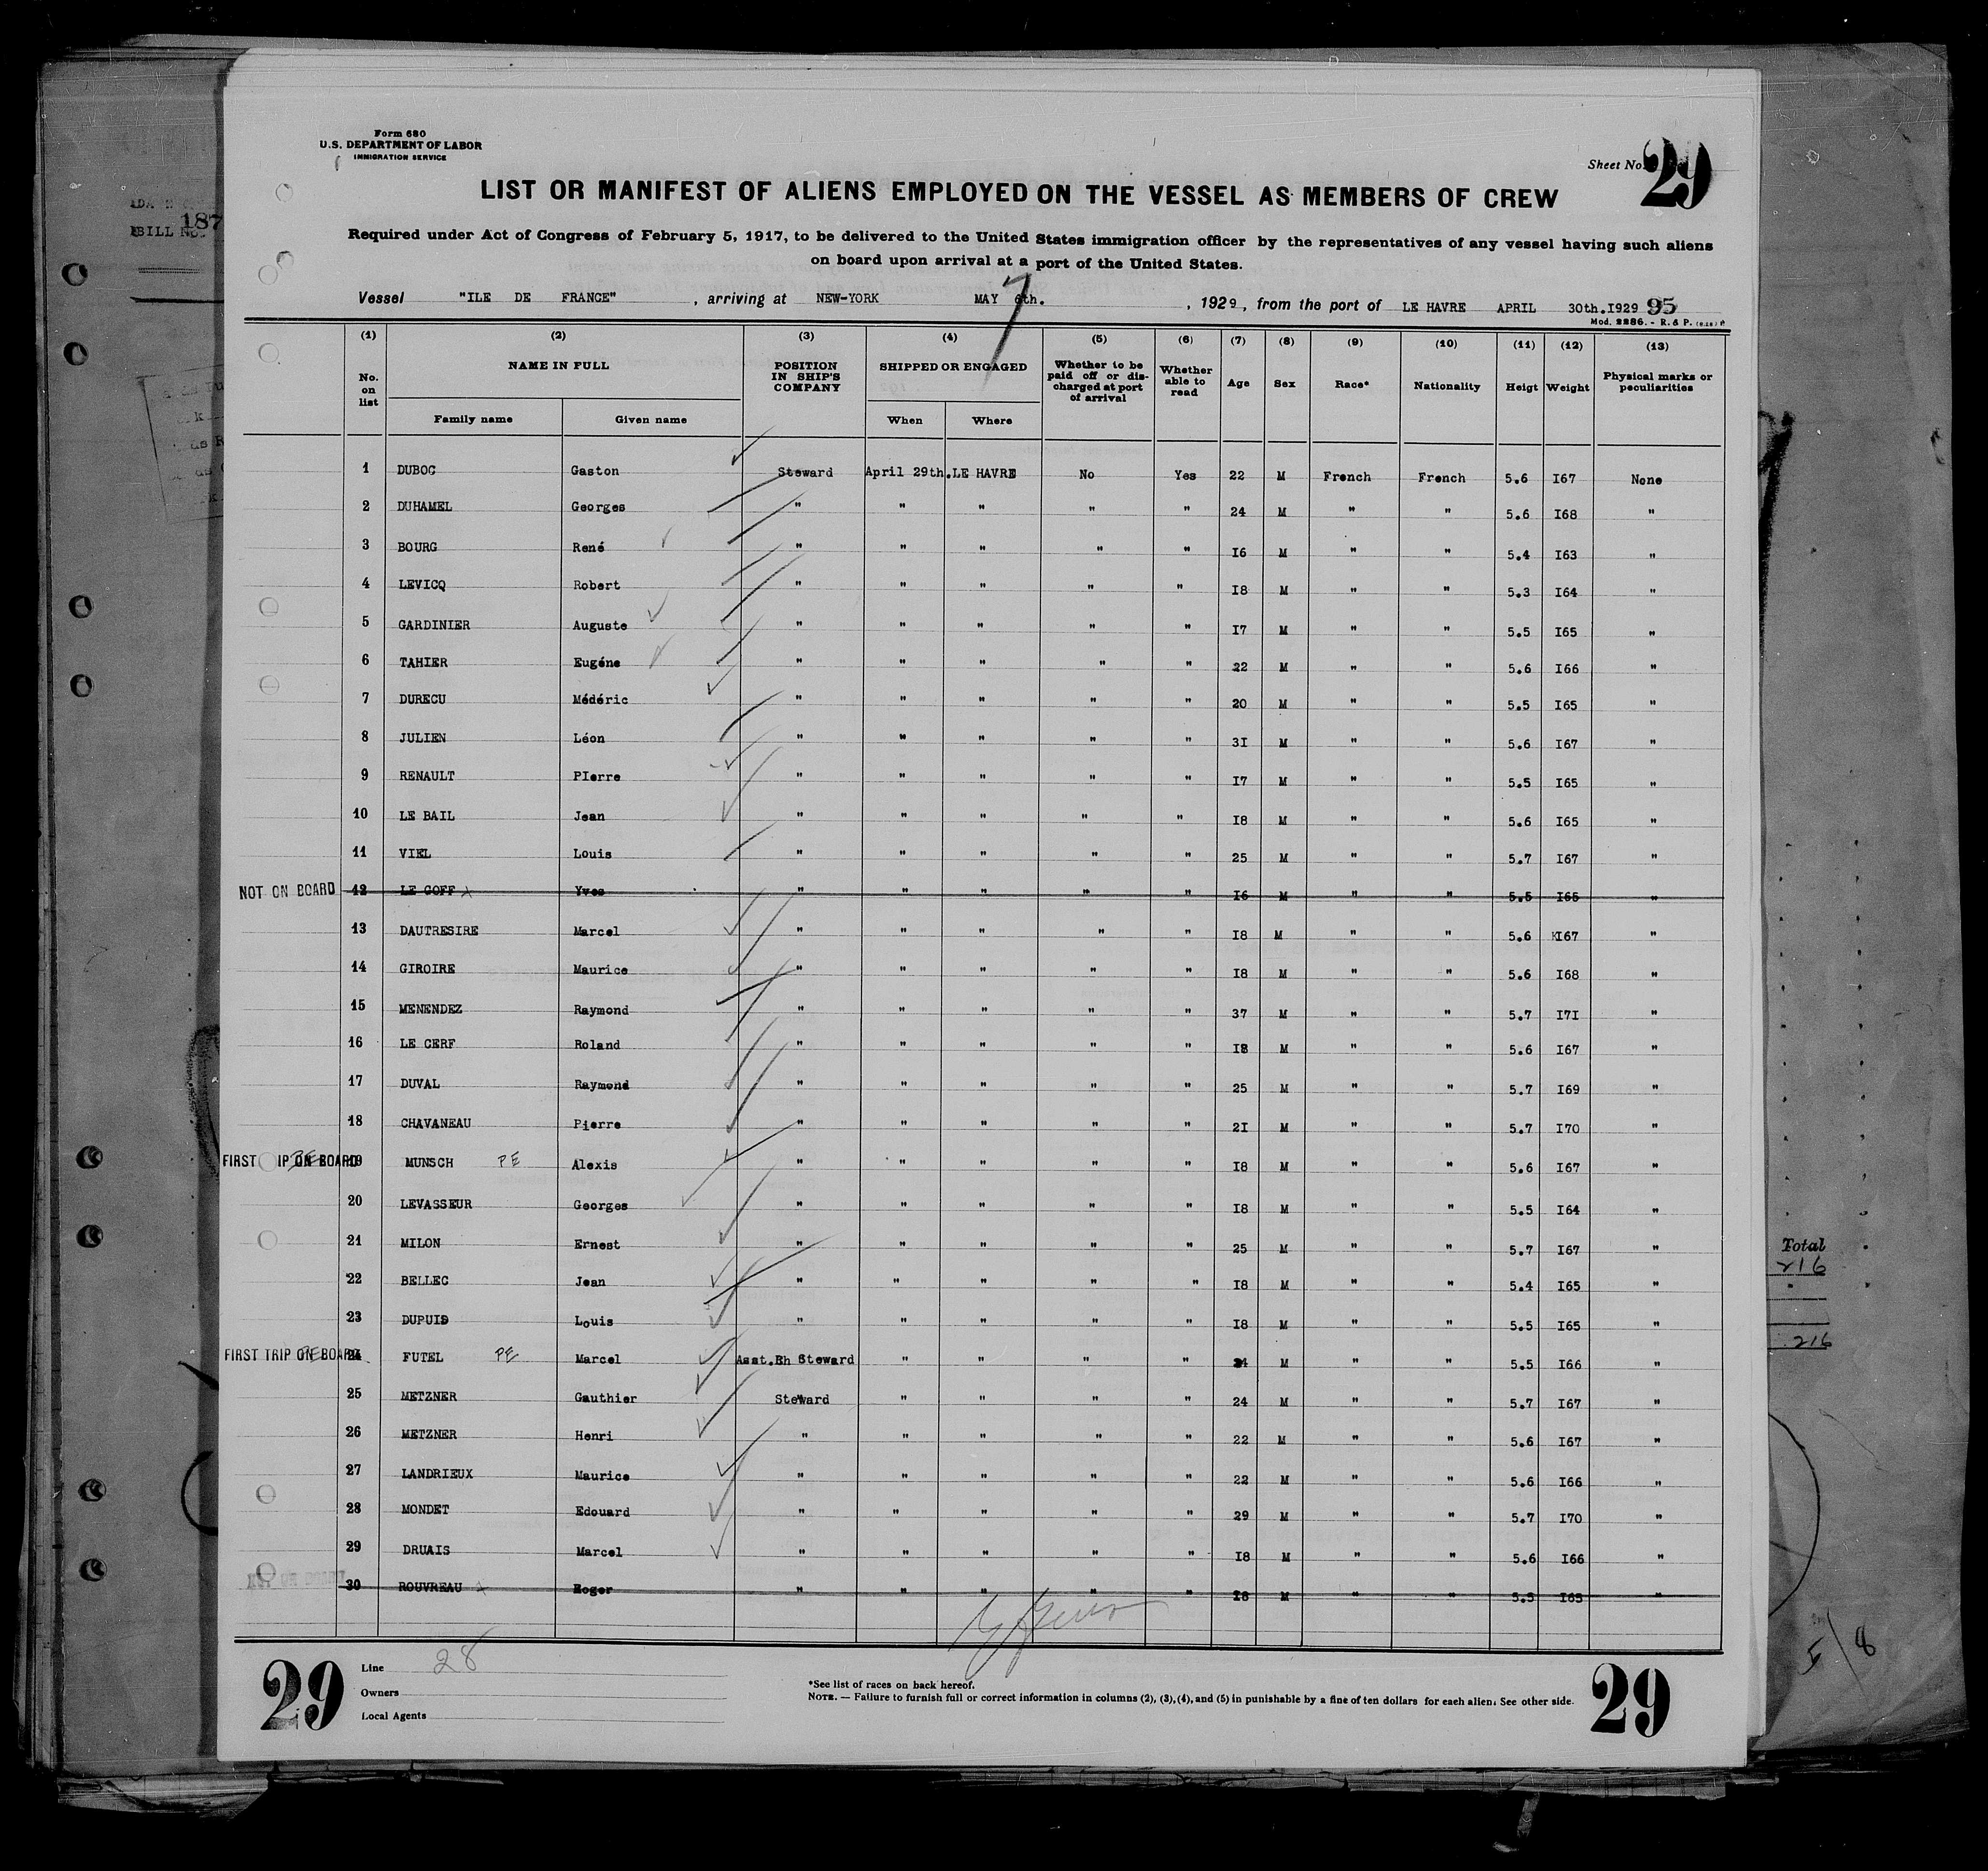 Form 680
U.S. DEPARTMENT OF LABOR
IMMIGRATION SERVICE
Sheet No. 29
LIST OR MANIFEST OF ALIENS EMPLOYED ON THE VESSEL AS MEMBERS OF CREW
Required under Act of Congress of February 5, 1917, to be delivered to the United States immigration officer by the representatives of any vessel having such aliens
on board upon arrival at a port of the United States.
Vessel "ILE DE FRANCE" , arriving at NEW-YORK MAY 6th. 7 , 1929, from the port of LE HAVRE APRIL 30th.I929 95
Mod. 2286. - R. & P.
(1) (2) (3) (4) (5) (6) (7) (8) (9) (10) (11) (12) (13)
No. on list NAME IN FULL POSITION IN SHIP'S COMPANY SHIPPED OR ENGAGED Whether to be paid off or discharged at port of arrival Whether able to read Age Sex Race* Nationality Heigt Weight Physical marks or peculiarities
Family name Given name When Where
1 DUBOC Gaston Steward April 29th. LE HAVRE No Yes 22 M French French 5.6 I67 None
2 DUHAMEL Georges " " " " " 24 M " " 5.6 I68 "
3 BOURG René " " " " " I6 M " " 5.4 I63 "
4 LEVICQ Robert " " " " " I8 M " " 5.3 I64 "
5 GARDINIER Auguste " " " " " I7 M " " 5.5 I65 "
6 TAHIER Eugéne " " " " " 22 M " " 5.6 I66 "
7 DURECU Médéric " " " " " 20 M " " 5.5 I65 "
8 JULIEN Léon " " " " " 3I M " " 5.6 I67 "
9 RENAULT PIerre " " " " " I7 M " " 5.5 I65 "
10 LE BAIL Jean " " " " " I8 M " " 5.6 I65 "
11 VIEL Louis " " " " " 25 M " " 5.7 I67 "
NOT ON BOARD 12 LE GOFF Yves " " " " " I6 M " " 5.5 I65 "
13 DAUTRESIRE Marcel " " " " " I8 M " " 5.6 I67 "
14 GIROIRE Maurice " " " " " I8 M " " 5.6 I68 "
15 MENENDEZ Raymond " " " " " 37 M " " 5.7 I7I "
16 LE CERF Roland " " " " " I8 M " " 5.6 I67 "
17 DUVAL Raymond " " " " " 25 M " " 5.7 I69 "
18 CHAVANEAU Pierre " " " " " 2I M " " 5.7 I70 "
FIRST IP ON BOARD 19 MUNSCH PE Alexis " " " " " I8 M " " 5.6 I67 "
20 LEVASSEUR Georges " " " " " I8 M " " 5.5 I64 "
21 MILON Ernest " " " " " 25 M " " 5.7 I67 "
22 BELLEC Jean " " " " " I8 M " " 5.4 I65 "
23 DUPUIS Louis " " " " " I8 M " " 5.5 I65 "
FIRST TRIP ON BOARD 24 FUTEL PE Marcel Asst.Bh Steward " " " " M " " 5.5 I66 "
25 METZNER Gauthier Steward " " " " 24 M " " 5.7 I67 "
26 METZNER Henri " " " " " 22 M " " 5.6 I67 "
27 LANDRIEUX Maurice " " " " " 22 M " " 5.6 I66 "
28 MONDET Edouard " " " " " 29 M " " 5.7 I70 "
29 DRUAIS Marcel " " " " " I8 M " " 5.6 I66 "
NOT ON BOARD 30 ROUVREAU Roger " " " " " I8 M " " 5.5 I65 "
29
Line 28
Owners
Local Agents
*See list of races on back hereof.
NOTE. — Failure to furnish full or correct information in columns (2), (3), (4), and (5) in punishable by a fine of ten dollars for each alien. See other side.
29
187
BILL No.
Total
216
216